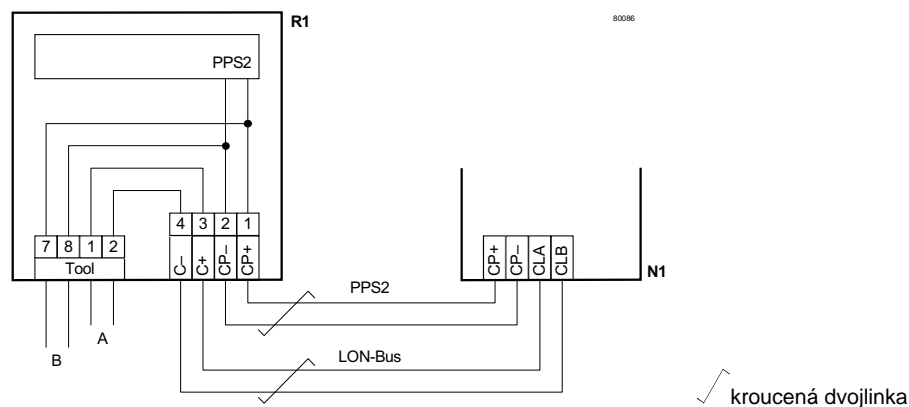 R1
80086
PPS2
4 3 2 1
7 8 1 2
Tool
C–
C+
CP–
CP+
CP+
CP–
CLA
CLB
N1
PPS2
A
B
LON-Bus
kroucená dvojlinka